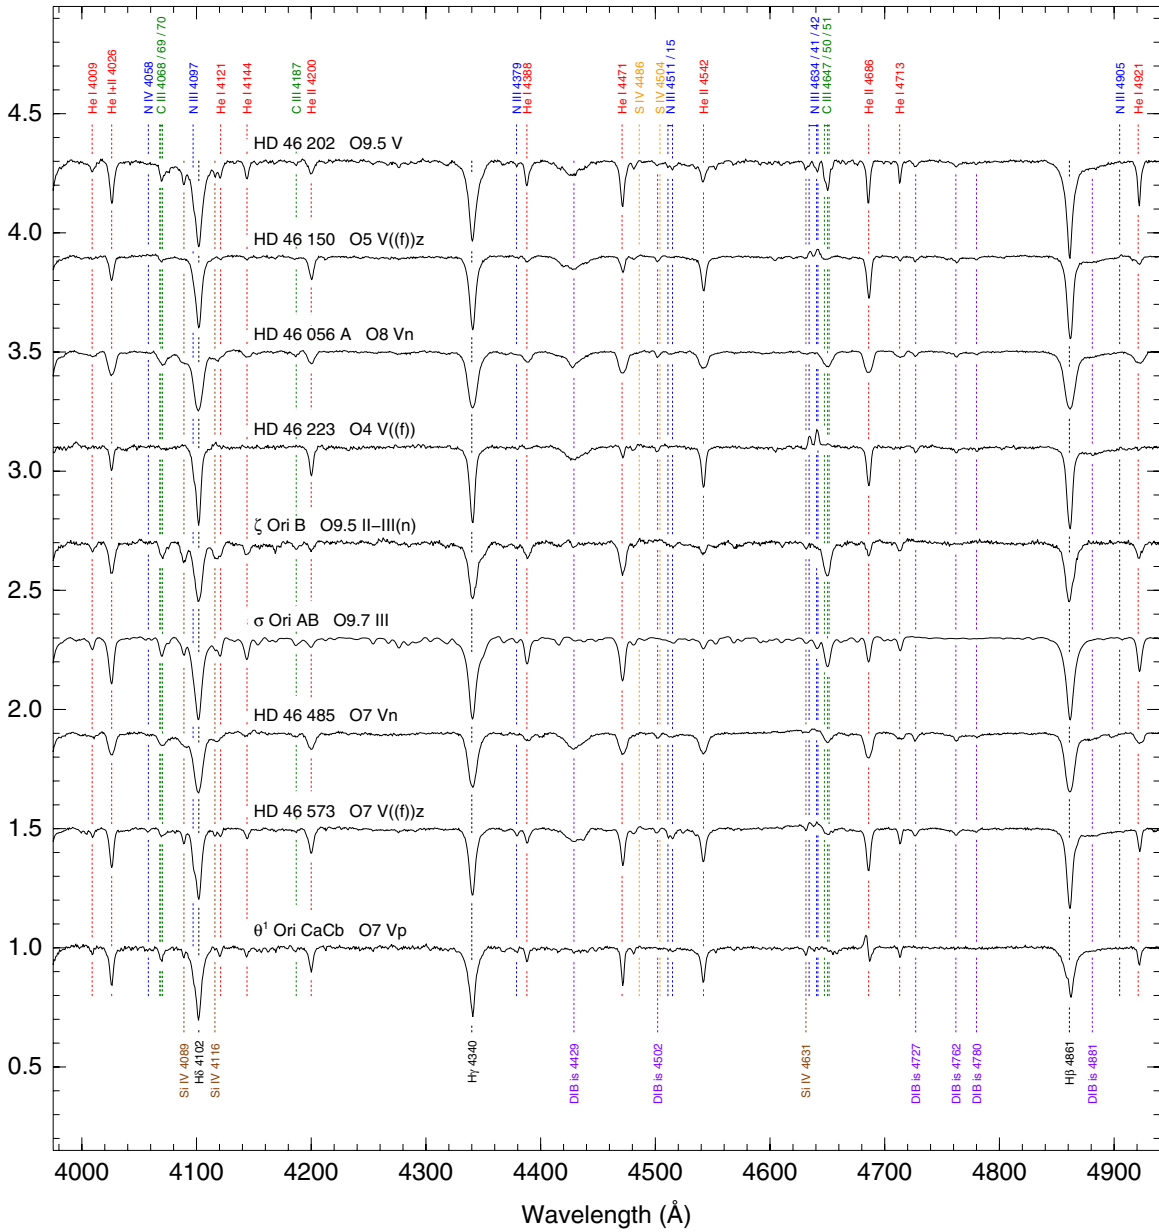 He I 4009
He I+II 4026
N IV 4058
C III 4068 / 69 / 70
N III 4097
He I 4121
He I 4144
C III 4187
He II 4200
N III 4379
He I 4388
He I 4471
S IV 4486
S IV 4504
N III 4511 / 15
He II 4542
N III 4634 / 41 / 42
C III 4647 / 50 / 51
He II 4686
He I 4713
N III 4905
He I 4921
4.5
HD 46 202 O9.5 V
HD 46 150 O5 V((f))z
4.0
HD 46 056 A O8 Vn
3.5
HD 46 223 O4 V((f))
3.0
ζ Ori B O9.5 II–III(n)
2.5
σ Ori AB O9.7 III
2.0
HD 46 485 O7 Vn
HD 46 573 O7 V((f))z
1.5
θ¹ Ori CaCb O7 Vp
1.0
0.5
Si IV 4089
Hδ 4102
Si IV 4116
Hγ 4340
DIB is 4429
DIB is 4502
Si IV 4631
DIB is 4727
DIB is 4762
DIB is 4780
Hβ 4861
DIB is 4881
4000 4100 4200 4300 4400 4500 4600 4700 4800 4900
Wavelength (Å)